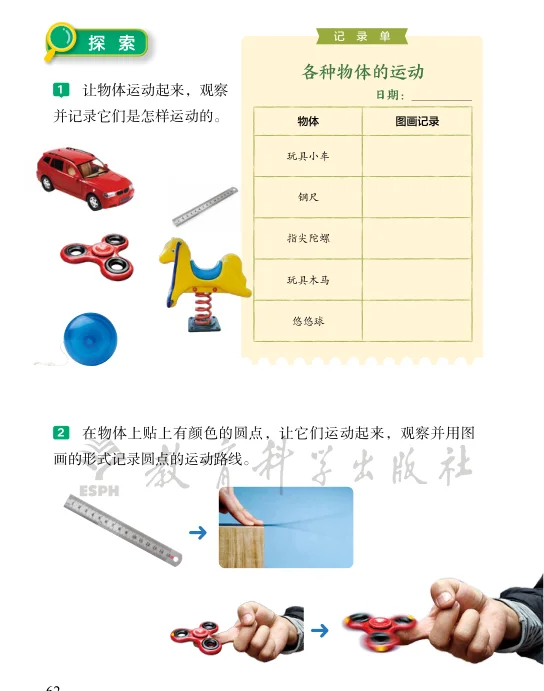 探索
1 让物体运动起来，观察
并记录它们是怎样运动的。
记录单
各种物体的运动
日期：
物体 图画记录
玩具小车
钢尺
指尖陀螺
玩具木马
悠悠球
2 在物体上贴上有颜色的圆点，让它们运动起来，观察并用图
画的形式记录圆点的运动路线。
ESPH 教育科学出版社
62